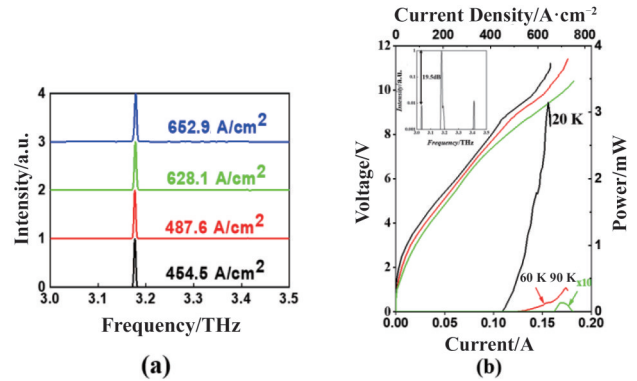 4
3
2
1
0
Intensity/a.u.
652.9 A/cm²
628.1 A/cm²
487.6 A/cm²
454.5 A/cm²
3.0 3.1 3.2 3.3 3.4 3.5
Frequency/THz
(a)
Current Density/A·cm⁻²
0 200 400 600 800
12
10
8
6
4
2
0
Voltage/V
4
3
2
1
0
Power/mW
19.5dB
Intensity/a.u.
Frequency/THz
20 K
60 K 90 K
x10
0.00 0.05 0.10 0.15 0.20
Current/A
(b)